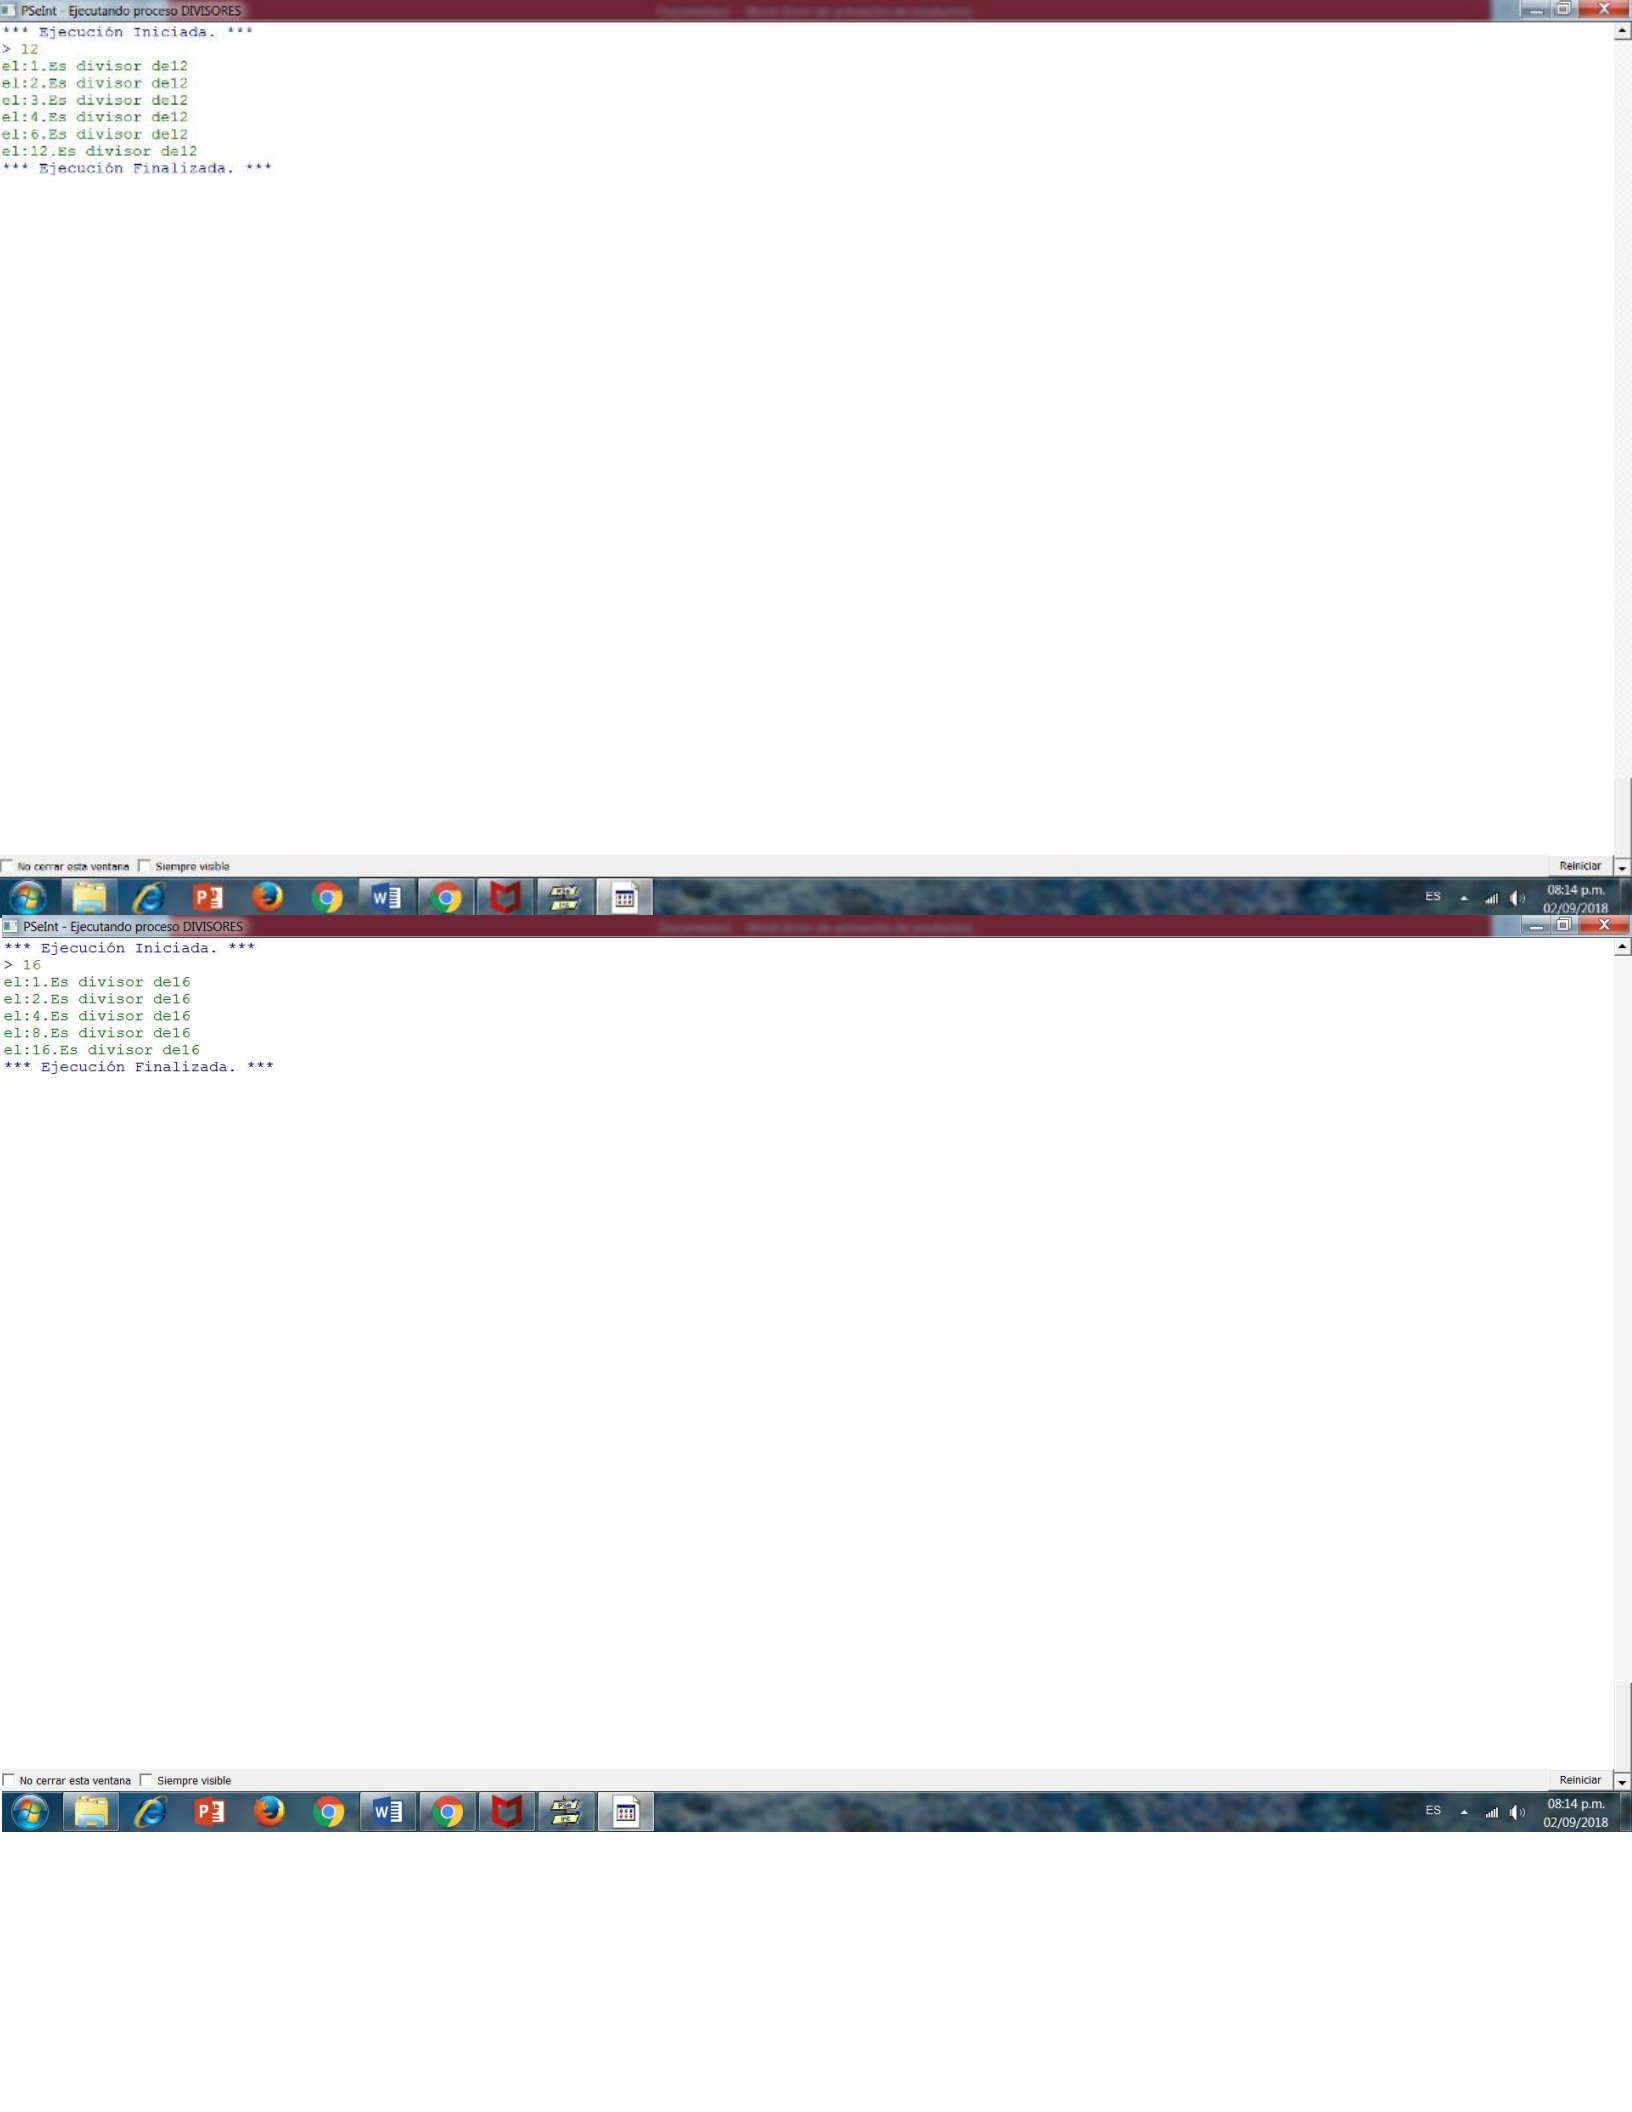 PSeInt - Ejecutando proceso DIVISORES
*** Ejecución Iniciada. ***
> 12
el:1.Es divisor de12
el:2.Es divisor de12
el:3.Es divisor de12
el:4.Es divisor de12
el:6.Es divisor de12
el:12.Es divisor de12
*** Ejecución Finalizada. ***
No cerrar esta ventana Siempre visible Reiniciar
ES 08:14 p.m.
02/09/2018
PSeInt - Ejecutando proceso DIVISORES
*** Ejecución Iniciada. ***
> 16
el:1.Es divisor de16
el:2.Es divisor de16
el:4.Es divisor de16
el:8.Es divisor de16
el:16.Es divisor de16
*** Ejecución Finalizada. ***
No cerrar esta ventana Siempre visible Reiniciar
ES 08:14 p.m.
02/09/2018